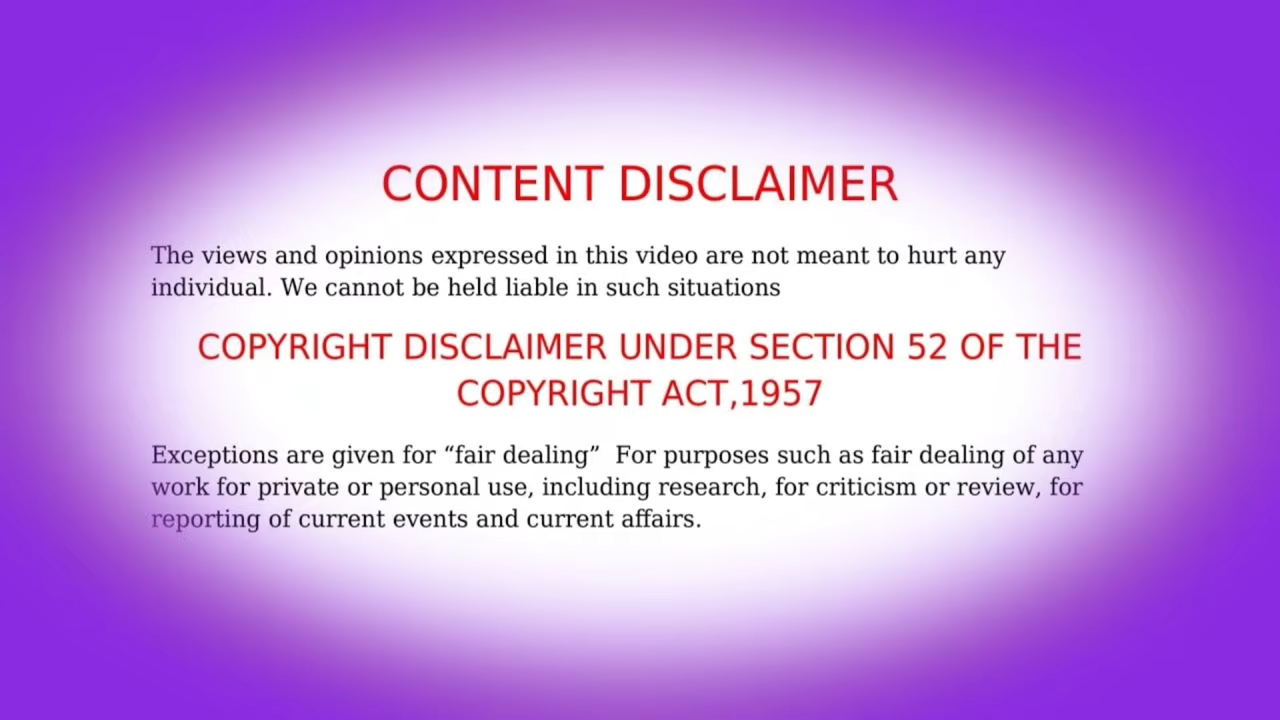 CONTENT DISCLAIMER
The views and opinions expressed in this video are not meant to hurt any
individual. We cannot be held liable in such situations
COPYRIGHT DISCLAIMER UNDER SECTION 52 OF THE
COPYRIGHT ACT,1957
Exceptions are given for “fair dealing”  For purposes such as fair dealing of any
work for private or personal use, including research, for criticism or review, for
reporting of current events and current affairs.